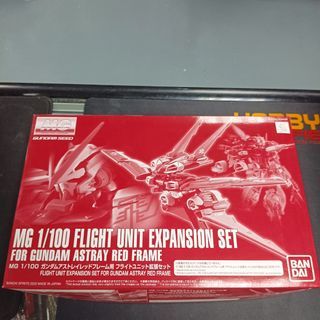 HOBBY
MG
GUNDAM SEED
MG 1/100 FLIGHT UNIT EXPANSION SET
FOR GUNDAM ASTRAY RED FRAME
MG 1/100 ガンダムアストレイレッドフレーム用 フライトユニット拡張セット
FLIGHT UNIT EXPANSION SET FOR GUNDAM ASTRAY RED FRAME
BAN
DAI